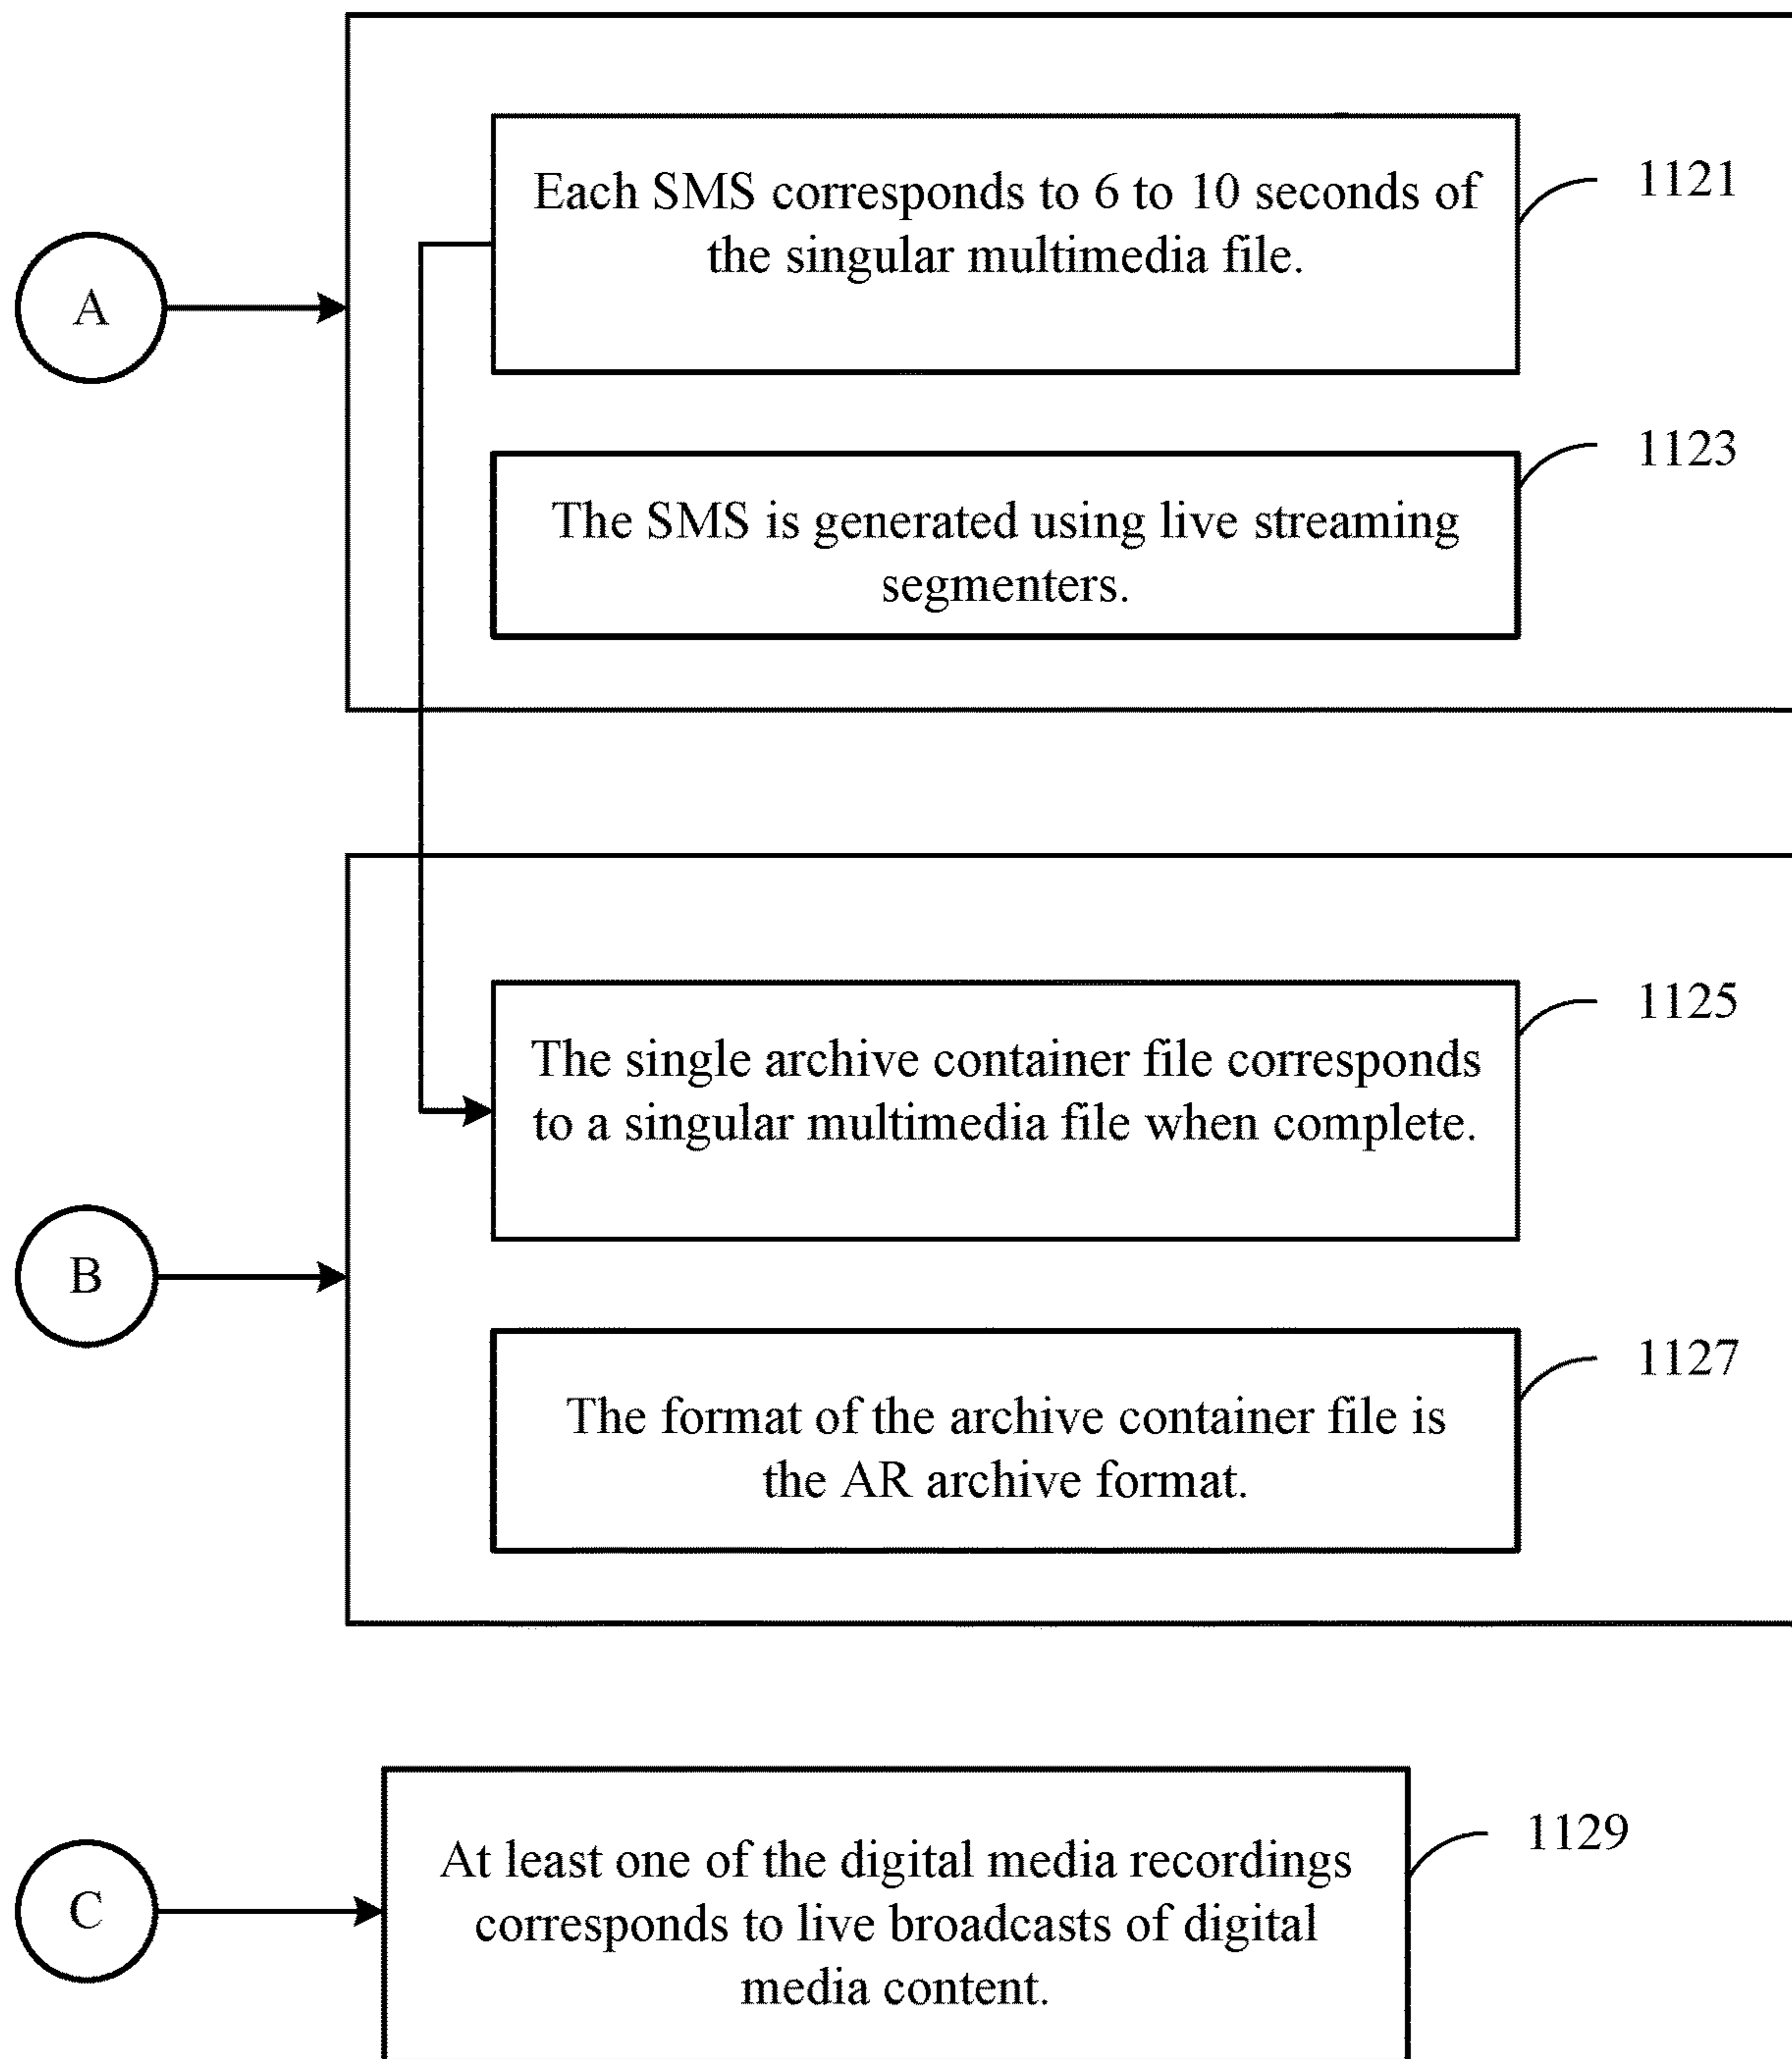 Each SMS corresponds to 6 to 10 seconds of
the singular multimedia file.
1121
A
The SMS is generated using live streaming
segmenters.
1123
The single archive container file corresponds
to a singular multimedia file when complete.
1125
B
The format of the archive container file is
the AR archive format.
1127
At least one of the digital media recordings
corresponds to live broadcasts of digital
media content.
1129
C